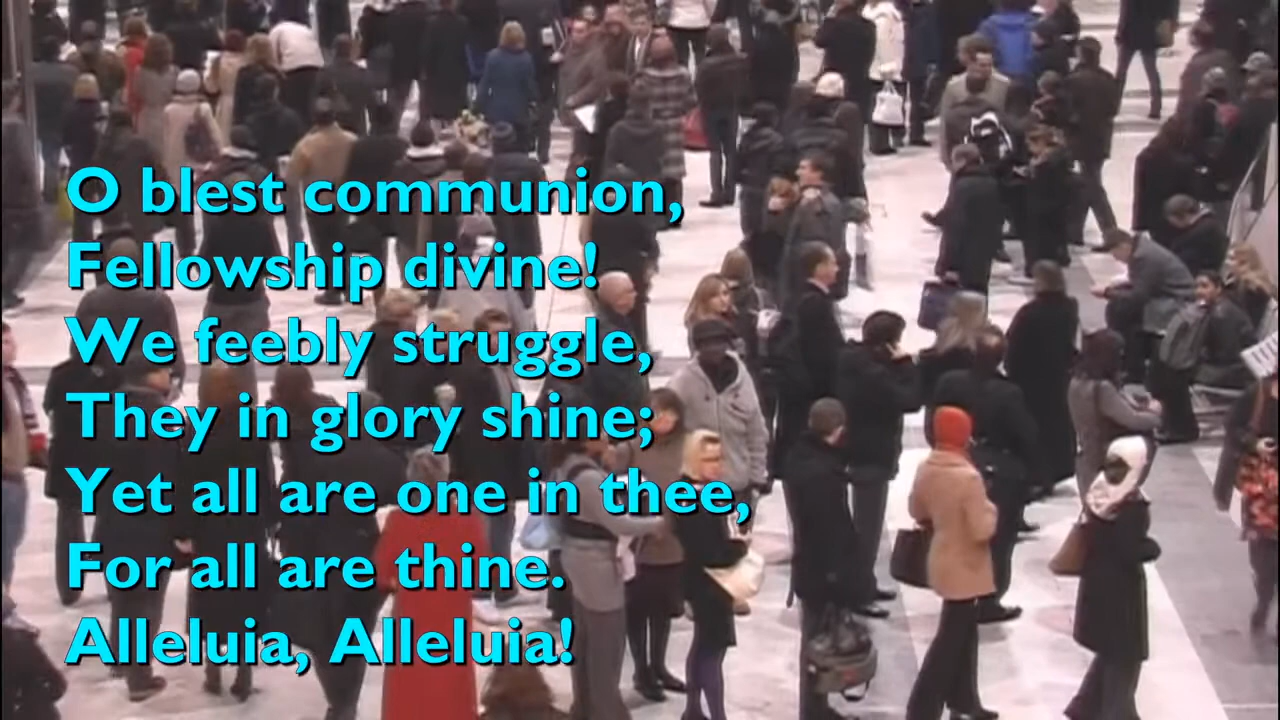 O blest communion,
Fellowship divine!
We feebly struggle,
They in glory shine;
Yet all are one in thee,
For all are thine.
Alleluia, Alleluia!